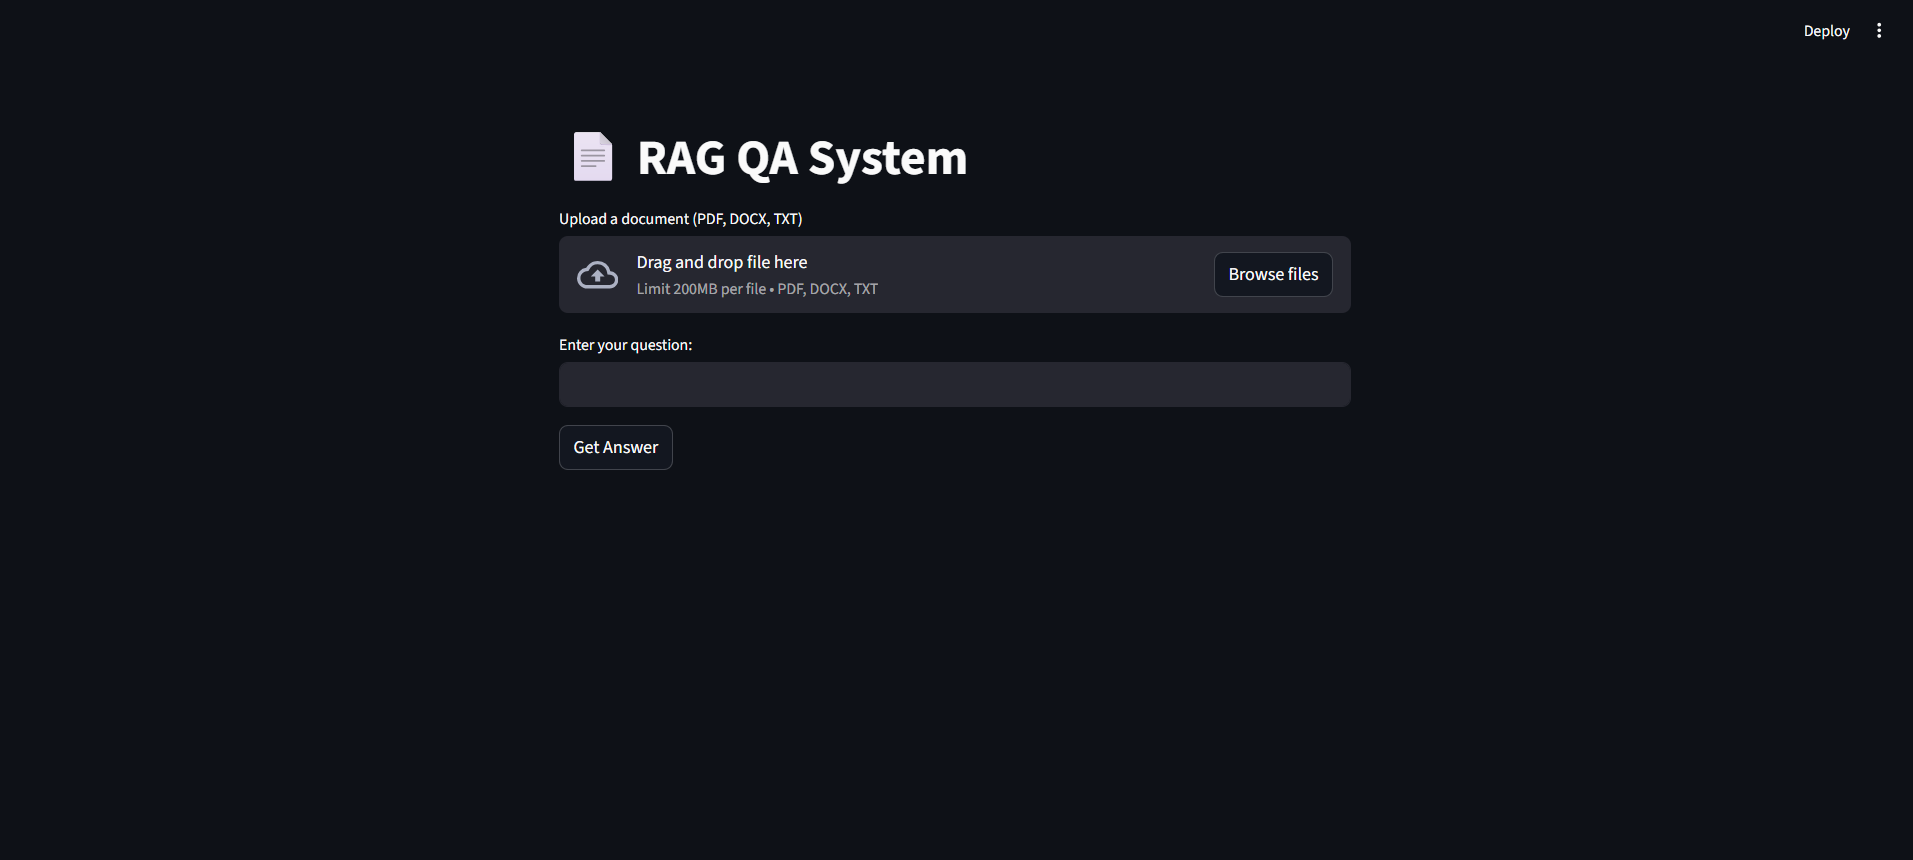 Deploy
RAG QA System
Upload a document (PDF, DOCX, TXT)
Drag and drop file here
Limit 200MB per file • PDF, DOCX, TXT
Browse files
Enter your question:
Get Answer